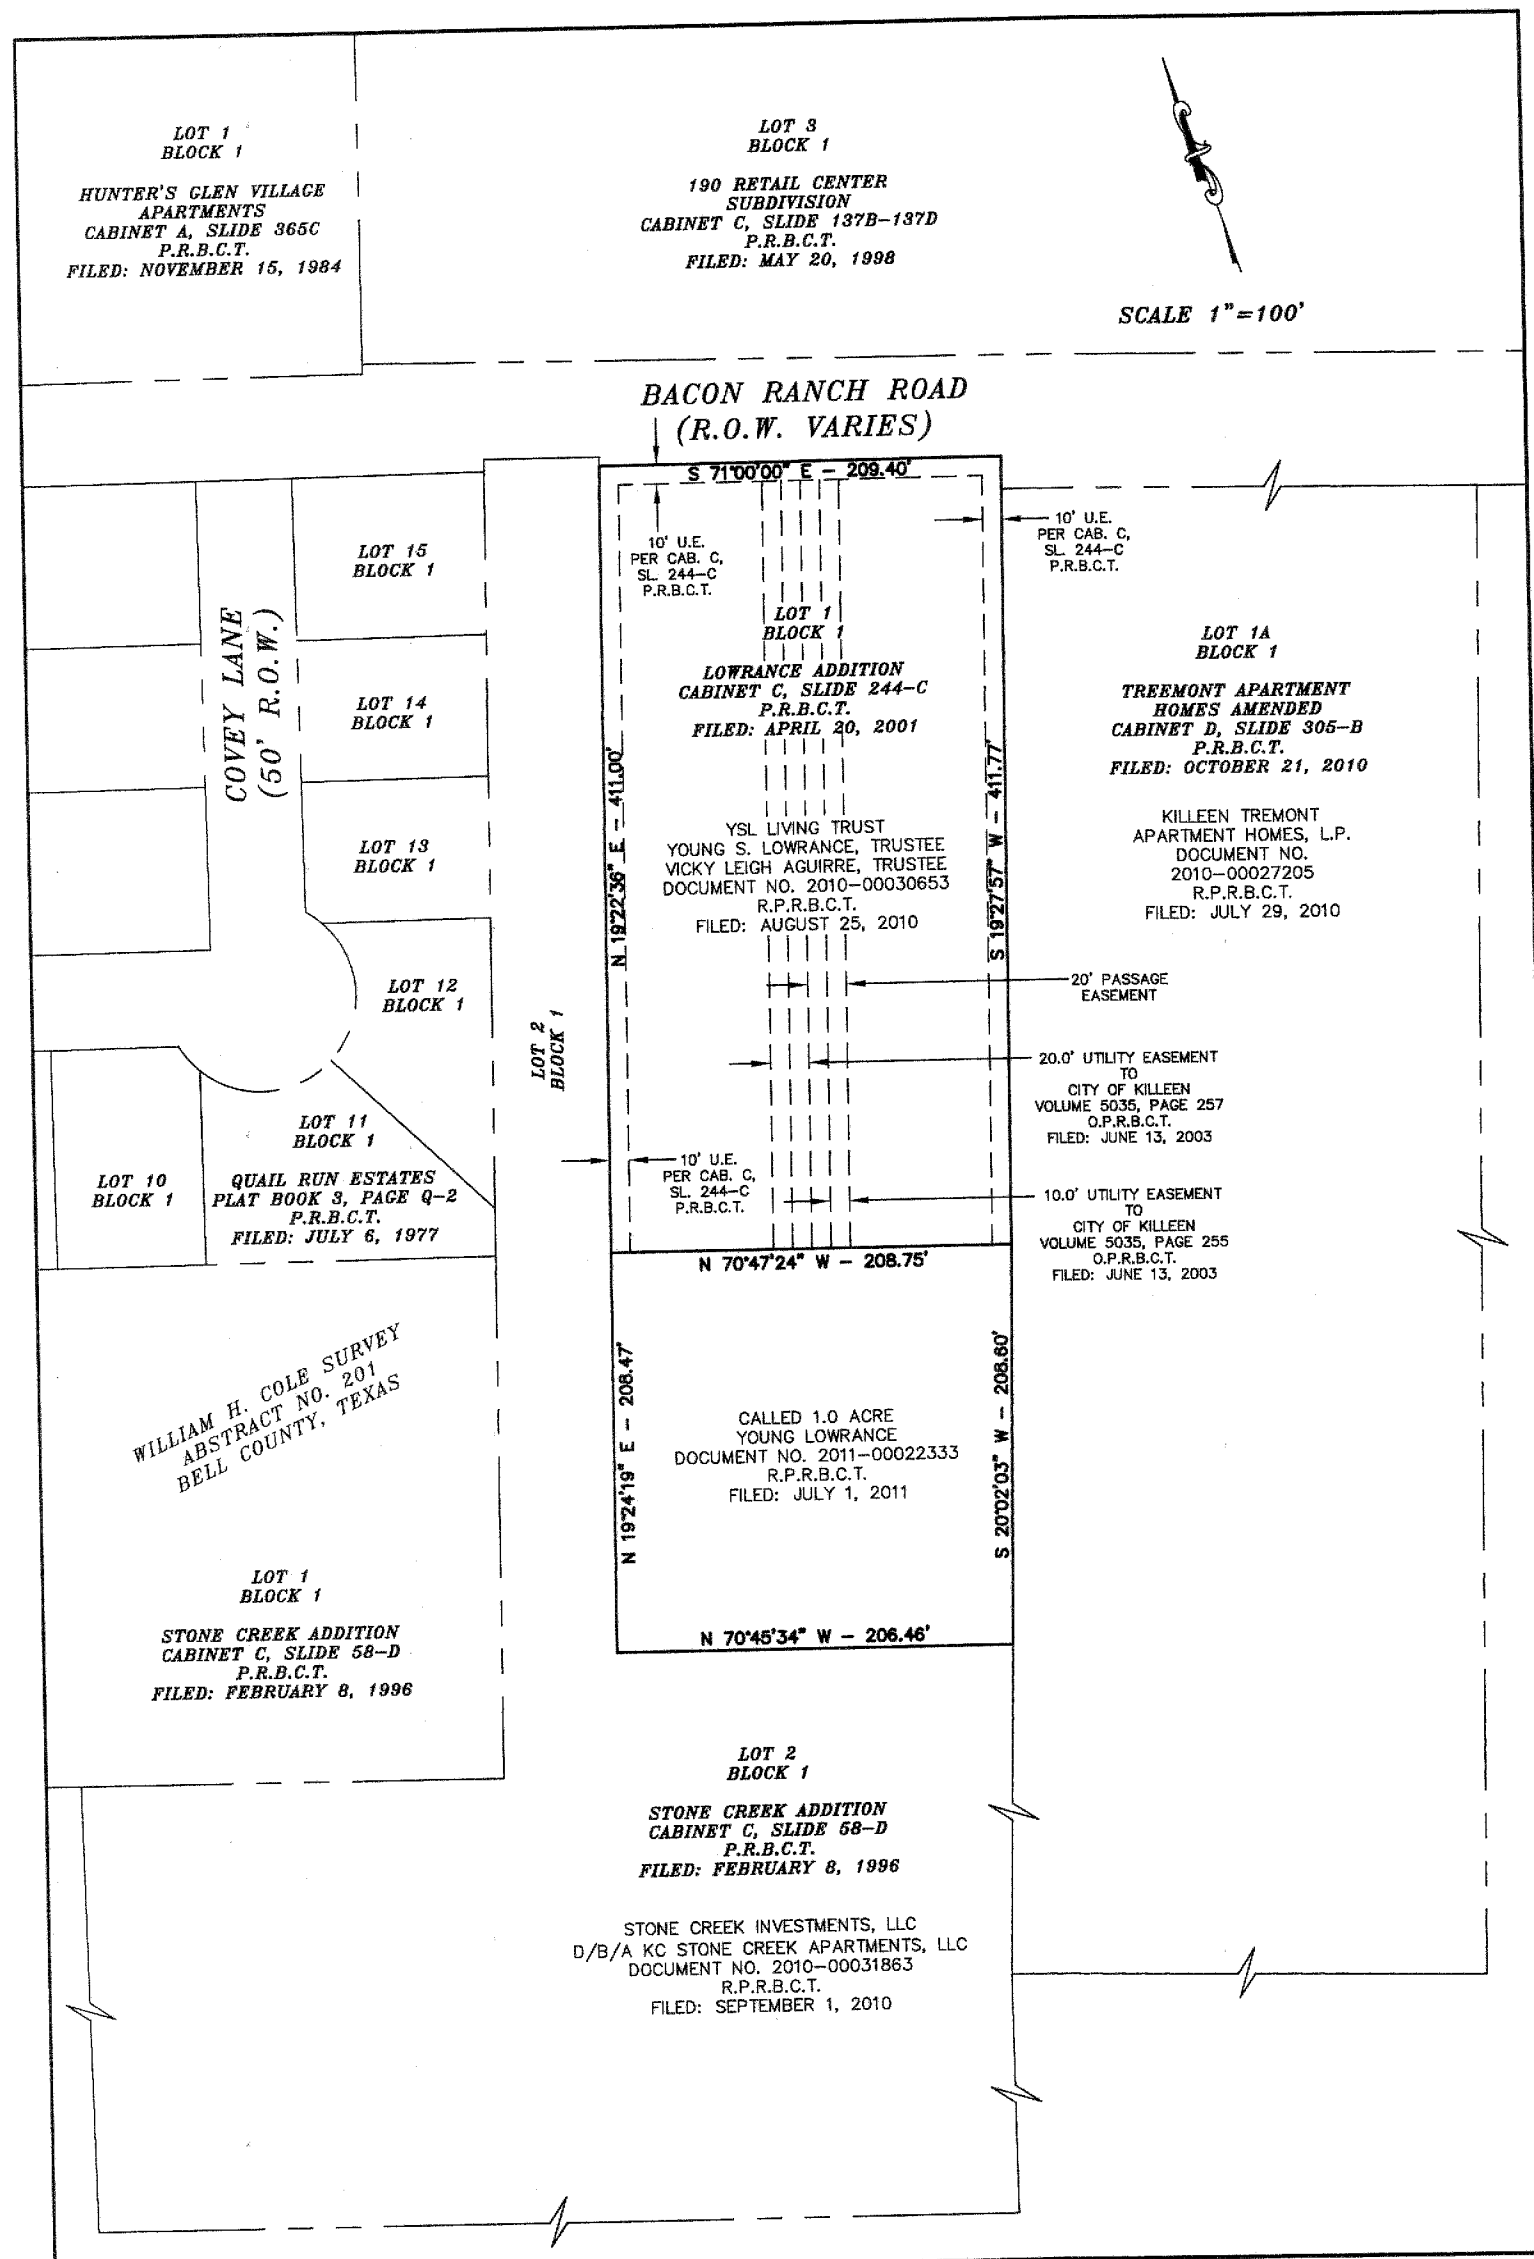 LOT 1
BLOCK 1
HUNTER'S GLEN VILLAGE
APARTMENTS
CABINET A, SLIDE 365C
P.R.B.C.T.
FILED: NOVEMBER 15, 1984
LOT 3
BLOCK 1
190 RETAIL CENTER
SUBDIVISION
CABINET C, SLIDE 137B-137D
P.R.B.C.T.
FILED: MAY 20, 1998
SCALE 1"=100'
BACON RANCH ROAD
(R.O.W. VARIES)
S 71°00'00" E - 209.40'
10' U.E.
PER CAB. C,
SL. 244-C
P.R.B.C.T.
10' U.E.
PER CAB. C,
SL. 244-C
P.R.B.C.T.
LOT 15
BLOCK 1
COVEY LANE
(50' R.O.W.)
LOT 14
BLOCK 1
LOT 13
BLOCK 1
LOT 12
BLOCK 1
LOT 11
BLOCK 1
QUAIL RUN ESTATES
PLAT BOOK 3, PAGE Q-2
P.R.B.C.T.
FILED: JULY 6, 1977
LOT 10
BLOCK 1
LOT 2
BLOCK 1
LOT 1
BLOCK 1
LOWRANCE ADDITION
CABINET C, SLIDE 244-C
P.R.B.C.T.
FILED: APRIL 20, 2001
N 19°22'36" E - 411.00'
S 19°27'57" W - 411.77'
YSL LIVING TRUST
YOUNG S. LOWRANCE, TRUSTEE
VICKY LEIGH AGUIRRE, TRUSTEE
DOCUMENT NO. 2010-00030653
R.P.R.B.C.T.
FILED: AUGUST 25, 2010
LOT 1A
BLOCK 1
TREEMONT APARTMENT
HOMES AMENDED
CABINET D, SLIDE 305-B
P.R.B.C.T.
FILED: OCTOBER 21, 2010
KILLEEN TREMONT
APARTMENT HOMES, L.P.
DOCUMENT NO.
2010-00027205
R.P.R.B.C.T.
FILED: JULY 29, 2010
20' PASSAGE
EASEMENT
20.0' UTILITY EASEMENT
TO
CITY OF KILLEEN
VOLUME 5035, PAGE 257
O.P.R.B.C.T.
FILED: JUNE 13, 2003
10' U.E.
PER CAB. C,
SL. 244-C
P.R.B.C.T.
10.0' UTILITY EASEMENT
TO
CITY OF KILLEEN
VOLUME 5035, PAGE 255
O.P.R.B.C.T.
FILED: JUNE 13, 2003
N 70°47'24" W - 208.75'
WILLIAM H. COLE SURVEY
ABSTRACT NO. 201
BELL COUNTY, TEXAS
N 19°24'19" E - 208.47'
S 20°02'03" W - 208.60'
CALLED 1.0 ACRE
YOUNG LOWRANCE
DOCUMENT NO. 2011-00022333
R.P.R.B.C.T.
FILED: JULY 1, 2011
N 70°45'34" W - 206.46'
LOT 1
BLOCK 1
STONE CREEK ADDITION
CABINET C, SLIDE 58-D
P.R.B.C.T.
FILED: FEBRUARY 8, 1996
LOT 2
BLOCK 1
STONE CREEK ADDITION
CABINET C, SLIDE 58-D
P.R.B.C.T.
FILED: FEBRUARY 8, 1996
STONE CREEK INVESTMENTS, LLC
D/B/A KC STONE CREEK APARTMENTS, LLC
DOCUMENT NO. 2010-00031863
R.P.R.B.C.T.
FILED: SEPTEMBER 1, 2010